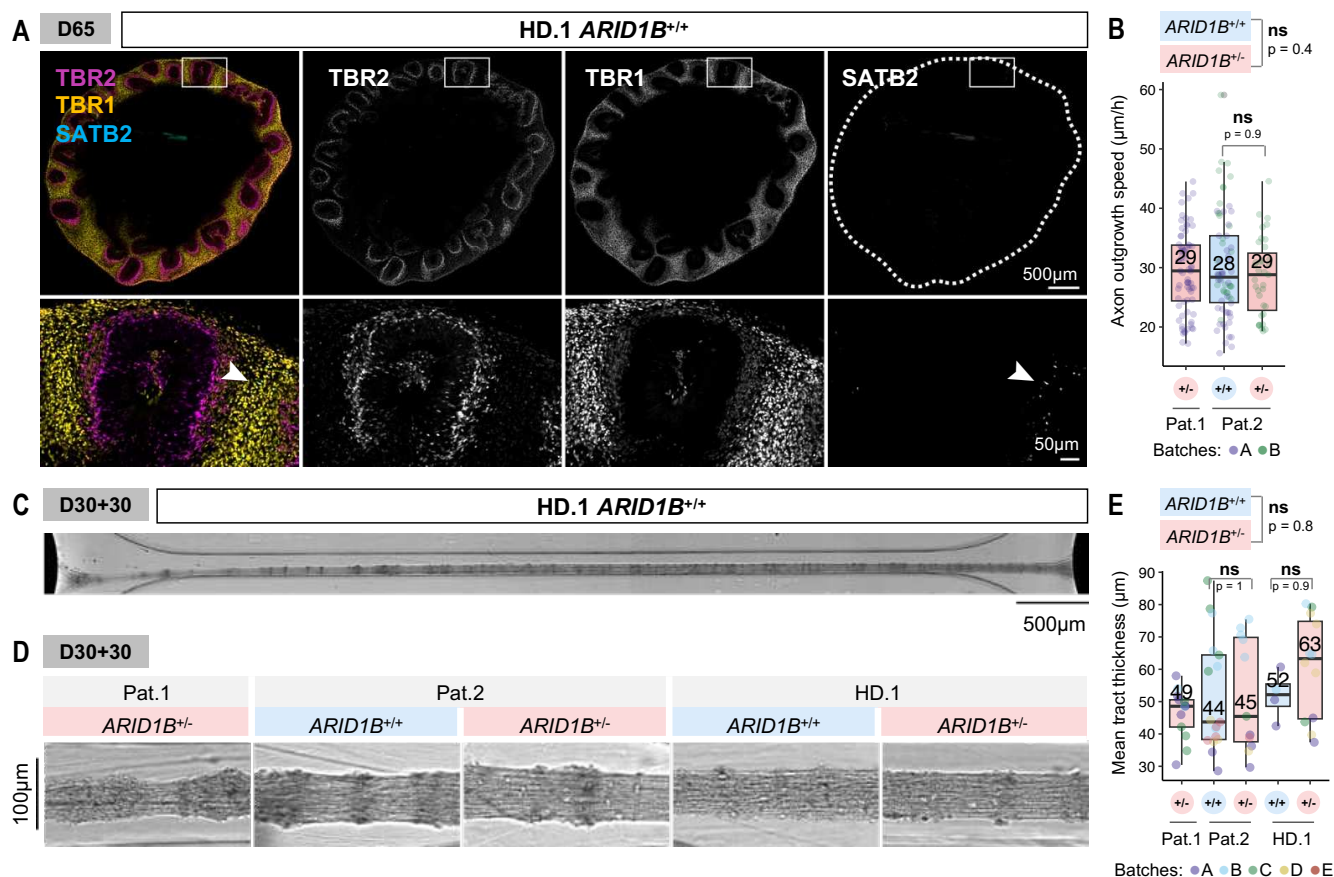 A
D65
HD.1 ARID1B+/+
TBR2
TBR1
SATB2
TBR2
TBR1
SATB2
500µm
50µm
B
ARID1B+/+
ARID1B+/-
ns
p = 0.4
Axon outgrowth speed (µm/h)
60
50
40
30
20
ns
p = 0.9
29
28
29
+/-
+/+
+/-
Pat.1
Pat.2
Batches: A B
C
D30+30
HD.1 ARID1B+/+
500µm
D
D30+30
Pat.1
Pat.2
HD.1
ARID1B+/-
ARID1B+/+
ARID1B+/-
ARID1B+/+
ARID1B+/-
100µm
E
ARID1B+/+
ARID1B+/-
ns
p = 0.8
Mean tract thickness (µm)
90
80
70
60
50
40
30
ns
p = 1
ns
p = 0.9
49
44
45
52
63
+/-
+/+
+/-
+/+
+/-
Pat.1
Pat.2
HD.1
Batches: A B C D E